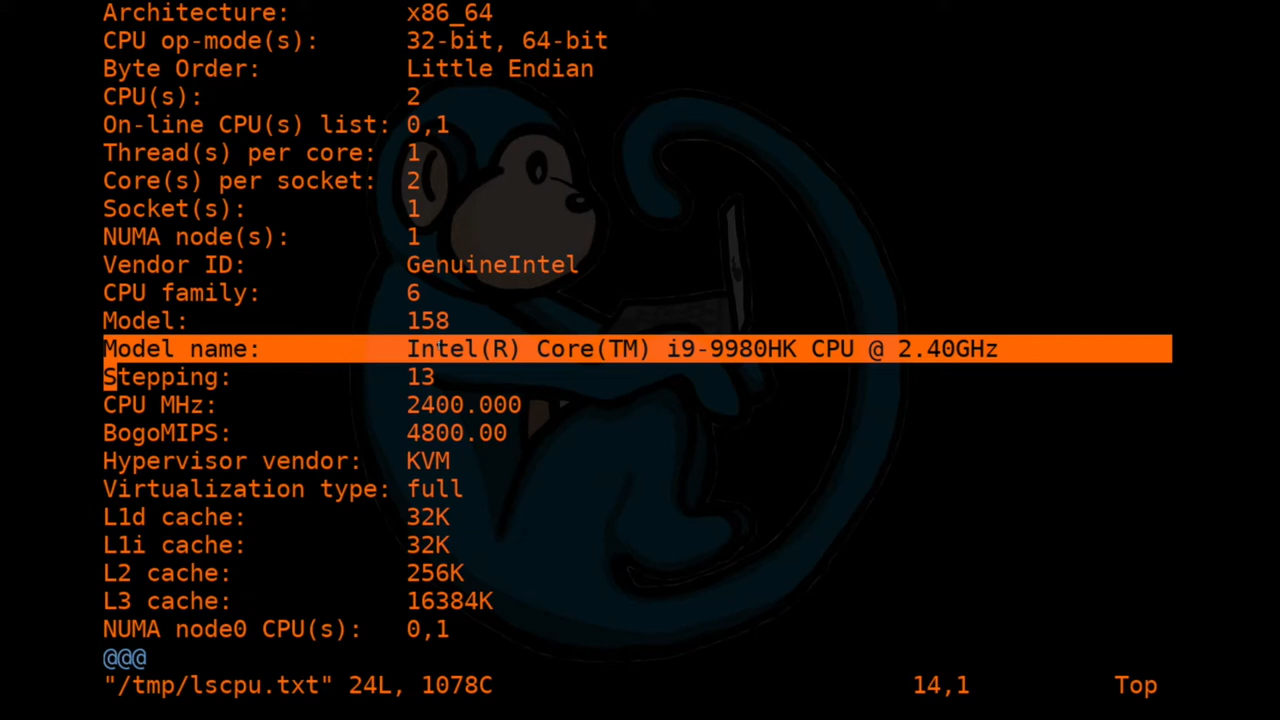 Architecture: x86_64
CPU op-mode(s): 32-bit, 64-bit
Byte Order: Little Endian
CPU(s): 2
On-line CPU(s) list: 0,1
Thread(s) per core: 1
Core(s) per socket: 2
Socket(s): 1
NUMA node(s): 1
Vendor ID: GenuineIntel
CPU family: 6
Model: 158
Model name: Intel(R) Core(TM) i9-9980HK CPU @ 2.40GHz
Stepping: 13
CPU MHz: 2400.000
BogoMIPS: 4800.00
Hypervisor vendor: KVM
Virtualization type: full
L1d cache: 32K
L1i cache: 32K
L2 cache: 256K
L3 cache: 16384K
NUMA node0 CPU(s): 0,1
@@@
"/tmp/lscpu.txt" 24L, 1078C 14,1 Top